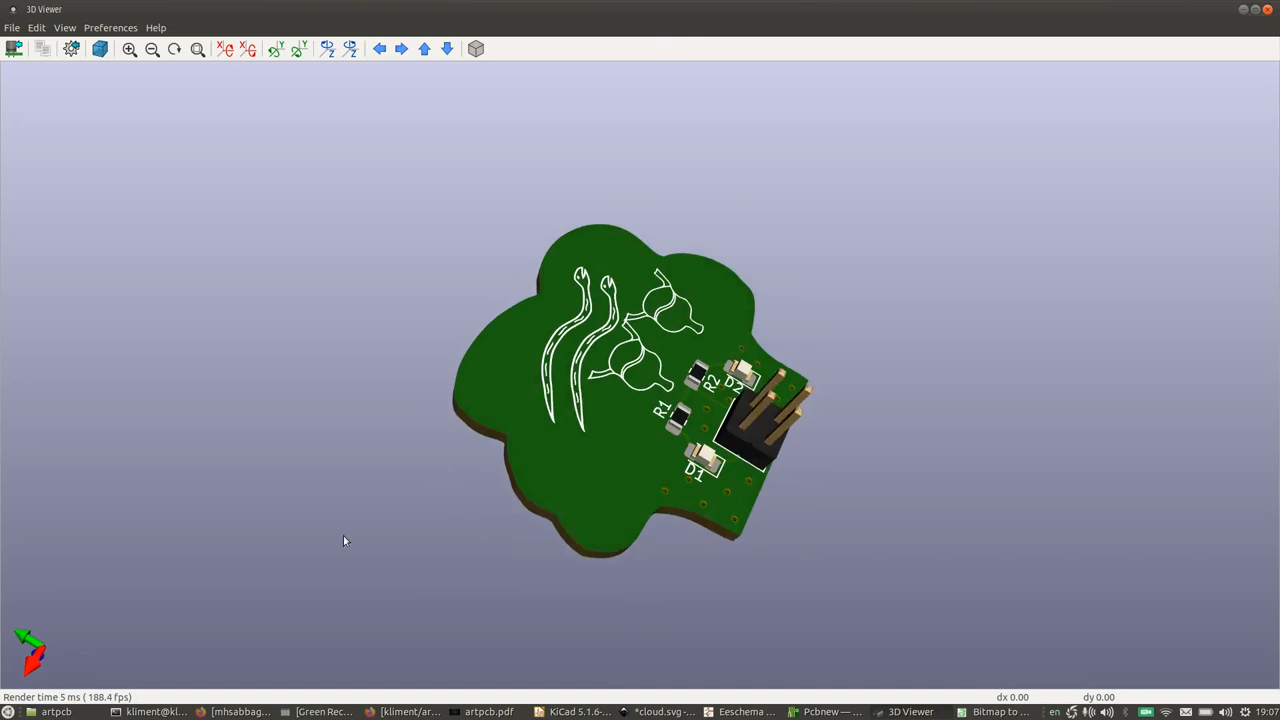 3D Viewer
File Edit View Preferences Help
R2
D2
R1
D1
Render time 5 ms ( 188.4 fps)
dx 0.00
dy 0.00
artpcb
kliment@kl...
[mhsabbag...
[Green Rec...
[kliment/ar...
artpcb.pdf
KiCad 5.1.6-...
*cloud.svg -...
Eeschema ...
Pcbnew — ...
3D Viewer
Bitmap to ...
en
19:07